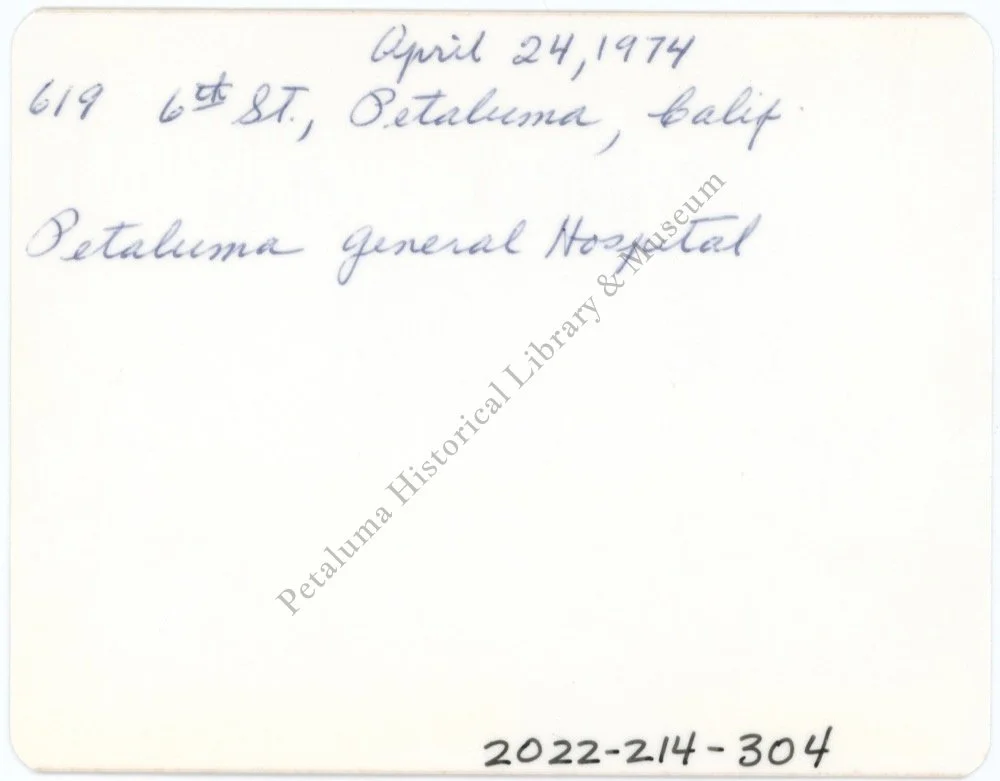 April 24, 1974
619 6th St., Petaluma, Calif.
Petaluma General Hospital
Petaluma Historical Library & Museum
2022-214-304